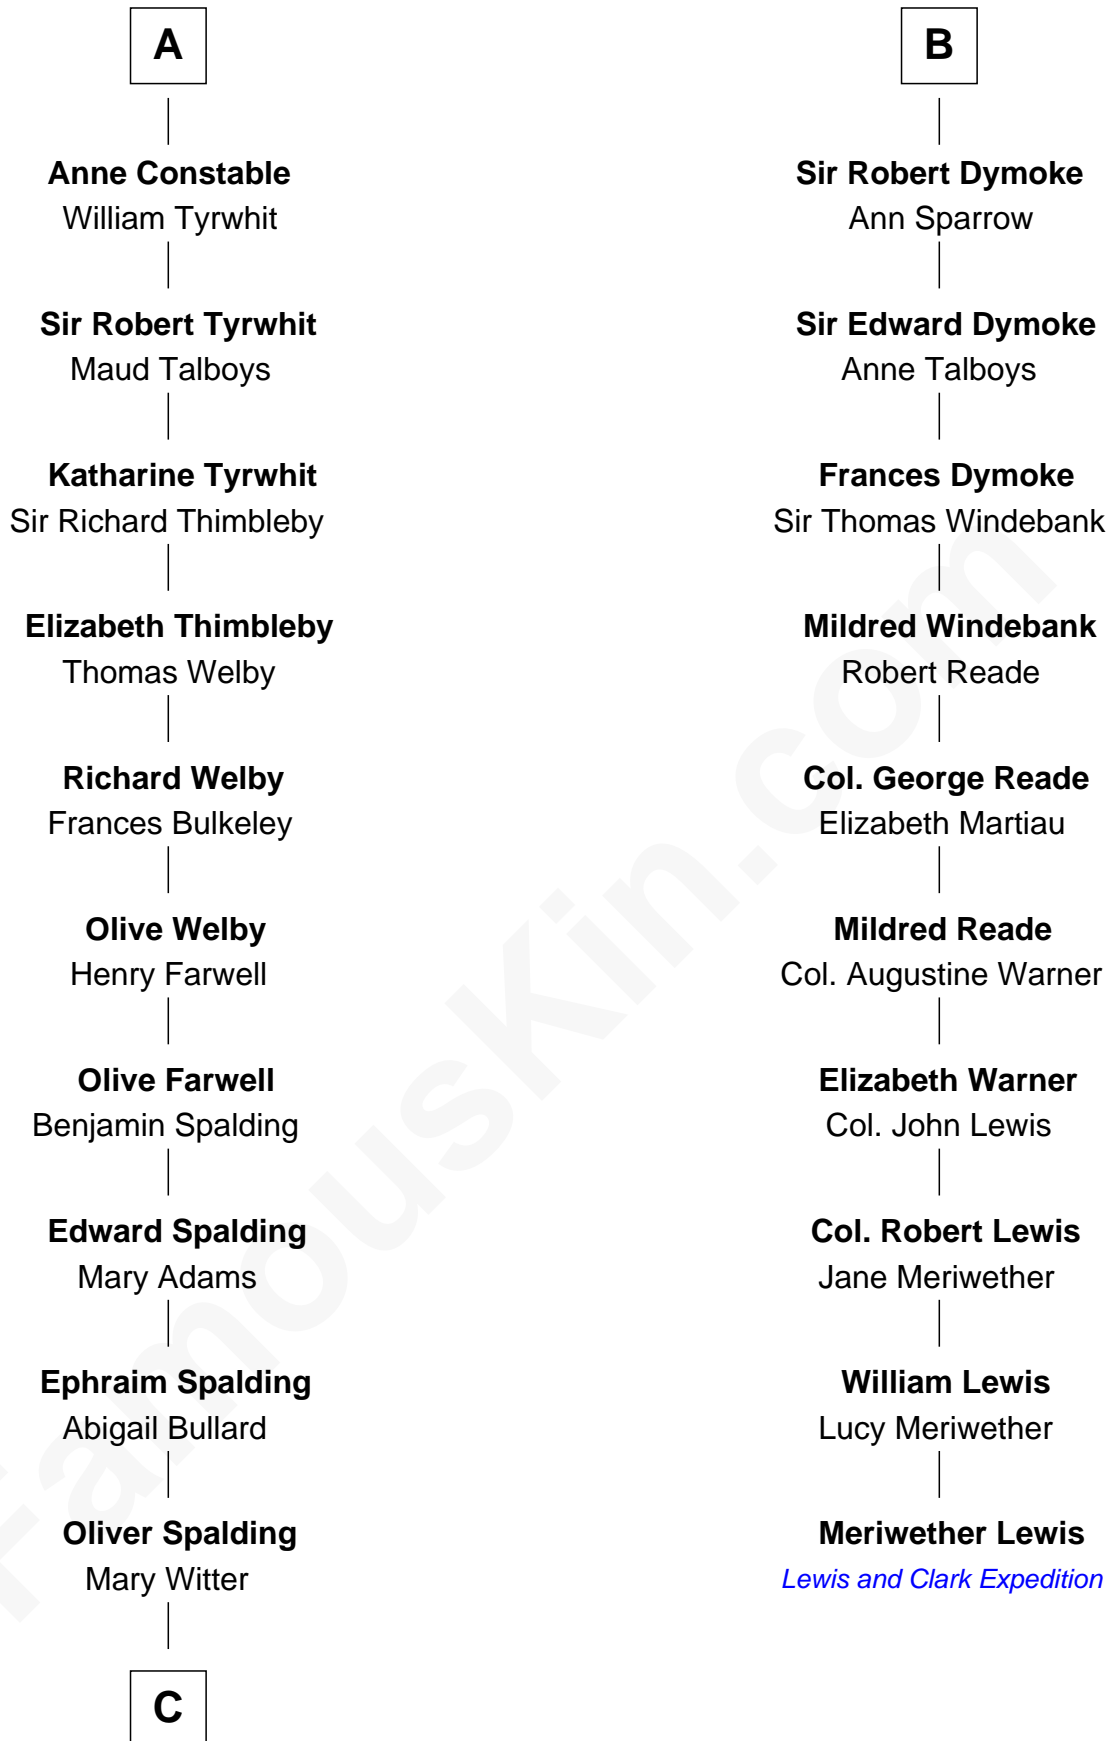 A
Anne Constable
William Tyrwhit
Sir Robert Tyrwhit
Maud Talboys
Katharine Tyrwhit
Sir Richard Thimbleby
Elizabeth Thimbleby
Thomas Welby
Richard Welby
Frances Bulkeley
Olive Welby
Henry Farwell
Olive Farwell
Benjamin Spalding
Edward Spalding
Mary Adams
Ephraim Spalding
Abigail Bullard
Oliver Spalding
Mary Witter
C
B
Sir Robert Dymoke
Ann Sparrow
Sir Edward Dymoke
Anne Talboys
Frances Dymoke
Sir Thomas Windebank
Mildred Windebank
Robert Reade
Col. George Reade
Elizabeth Martiau
Mildred Reade
Col. Augustine Warner
Elizabeth Warner
Col. John Lewis
Col. Robert Lewis
Jane Meriwether
William Lewis
Lucy Meriwether
Meriwether Lewis
Lewis and Clark Expedition
FamousKin.com